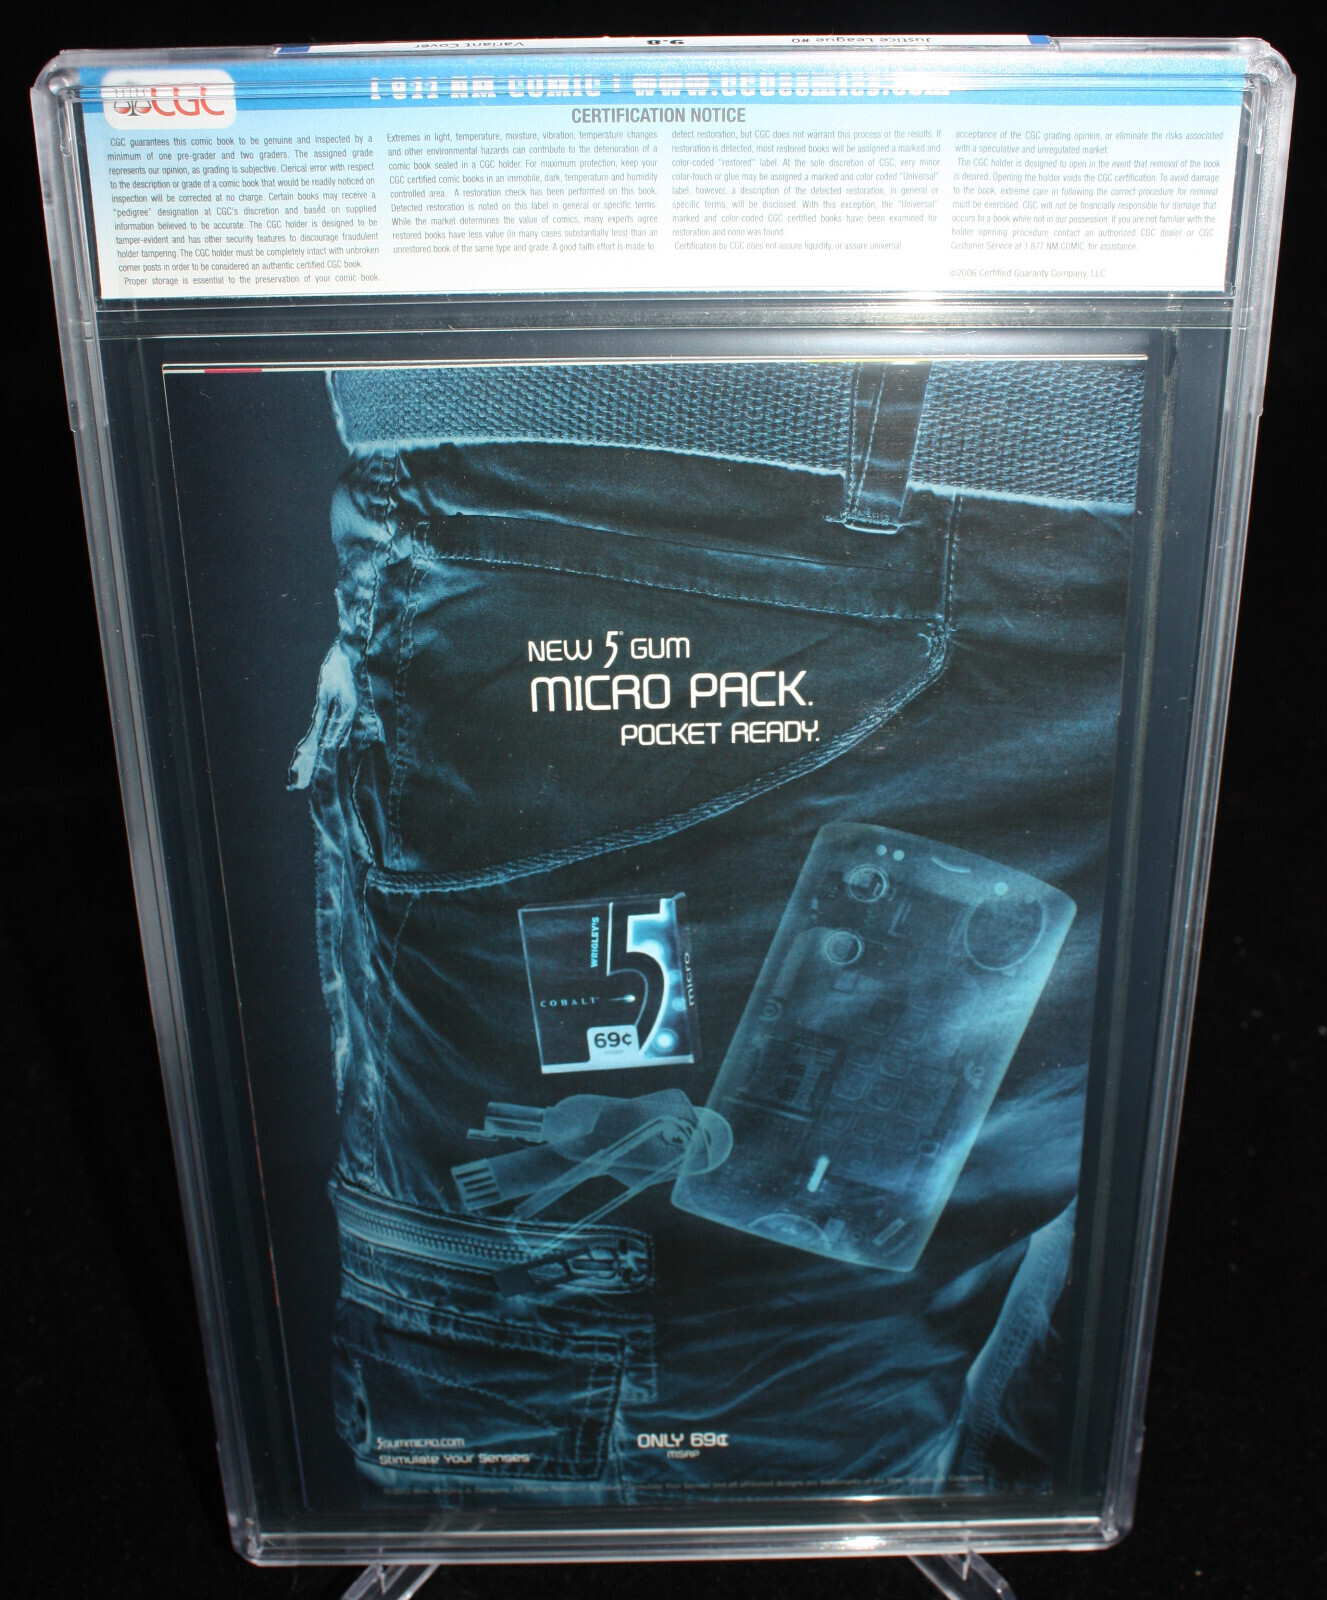 Justice League #0
9.8
Variant Cover
CGC
1 877 NM COMIC • www.CGCcomics.com
CERTIFICATION NOTICE
CGC guarantees this comic book to be genuine and inspected by a
minimum of one pre-grader and two graders. The assigned grade
represents our opinion, as grading is subjective. Clerical error with respect
to the description or grade of a comic book that would be readily noticed on
inspection will be corrected at no charge. Certain books may receive a
"pedigree" designation at CGC's discretion and based on supplied
information believed to be accurate. The CGC holder is designed to be
tamper-evident and has other security features to discourage fraudulent
holder tampering. The CGC holder must be completely intact with unbroken
corner posts in order to be considered an authentic certified CGC book.
Proper storage is essential to the preservation of your comic book.
Extremes in light, temperature, moisture, vibration, temperature changes
and other environmental hazards can contribute to the deterioration of a
comic book sealed in a CGC holder. For maximum protection, keep your
CGC certified comic books in an immobile, dark, temperature and humidity
controlled area. A restoration check has been performed on this book.
Detected restoration is noted on this label in general or specific terms.
While the market determines the value of comics, many experts agree
restored books have less value (in many cases substantially less) than an
unrestored book of the same type and grade. A good faith effort is made to
detect restoration, but CGC does not warrant this process or the results. If
restoration is detected, most restored books will be assigned a marked and
color-coded "restored" label. At the sole discretion of CGC, very minor
color-touch or glue may be assigned a marked and color coded "Universal"
label, however, a description of the detected restoration, in general or
specific terms, will be disclosed. With this exception, the "Universal"
marked and color-coded CGC certified books have been examined for
restoration and none was found
Certification by CGC does not assure liquidity, or assure universal
acceptance of the CGC grading opinion, or eliminate the risks associated
with a speculative and unregulated market.
The CGC holder is designed to open in the event that removal of the book
is desired. Opening the holder voids the CGC certification. To avoid damage
to the book, extreme care in following the correct procedure for removal
must be exercised. CGC will not be financially responsible for damage that
occurs to a book while not in our possession. If you are not familiar with the
holder opening procedure contact an authorized CGC dealer or CGC
Customer Service at 1 877 NM COMIC for assistance.
©2006 Certified Guaranty Company, LLC
NEW 5® GUM
MICRO PACK.
POCKET READY.
WRIGLEY'S
5
micro
COBALT
69¢
MSRP
5GUMMICRO.COM
Stimulate Your Senses
ONLY 69¢
MSRP